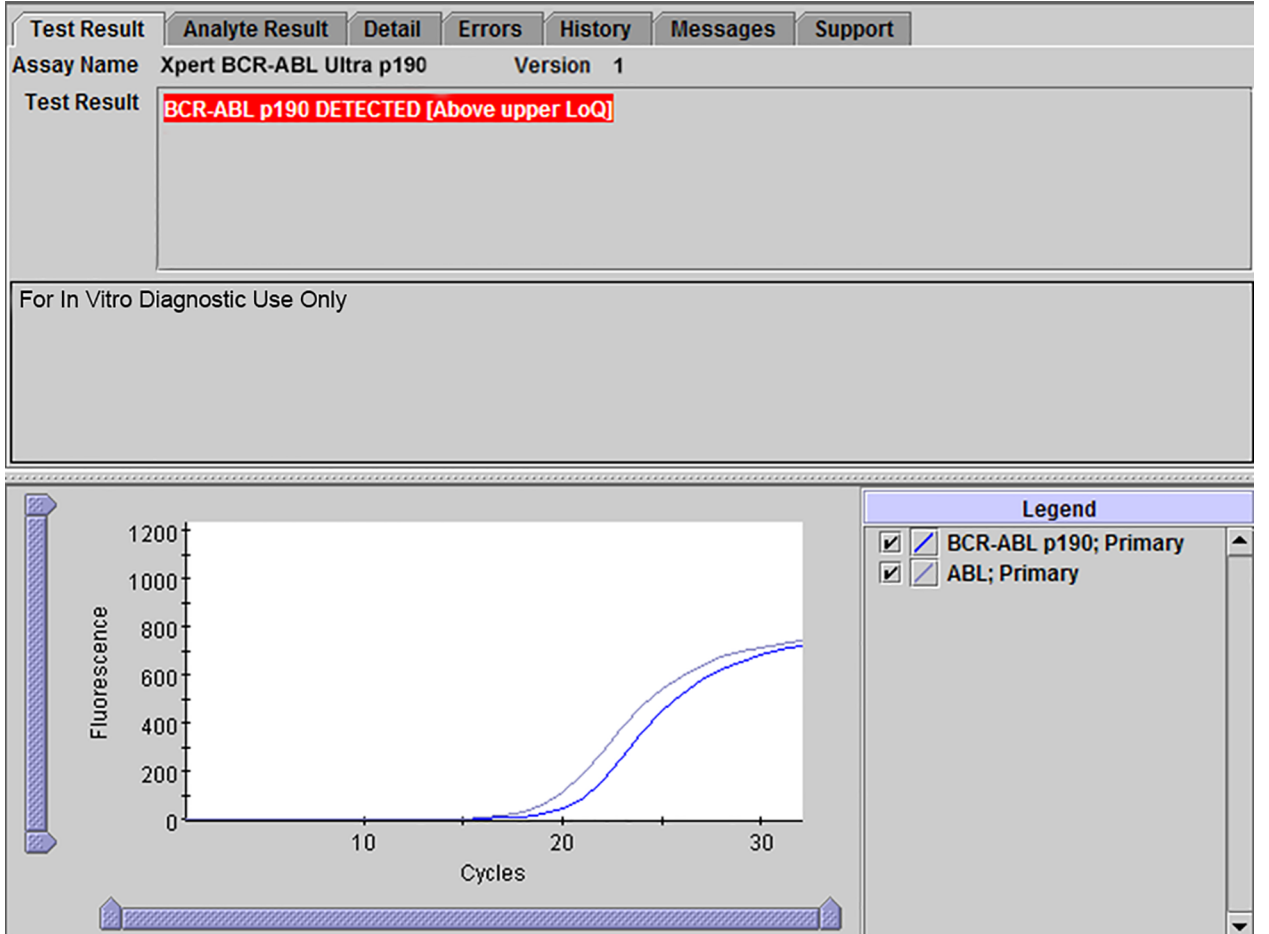 Test Result Analyte Result Detail Errors History Messages Support
Assay Name Xpert BCR-ABL Ultra p190 Version 1
Test Result BCR-ABL p190 DETECTED [Above upper LoQ]
For In Vitro Diagnostic Use Only
Legend
BCR-ABL p190; Primary
ABL; Primary
1200
1000
800
600
400
200
0
Fluorescence
10 20 30
Cycles